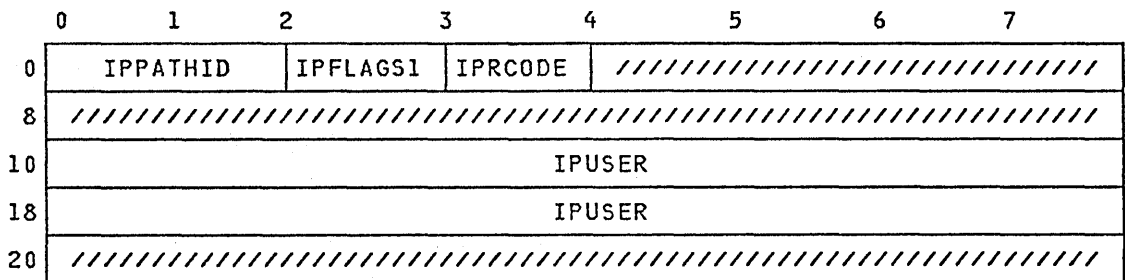 0 1 2 3 4 5 6 7
0 IPPATHID IPFLAGS1 IPRCODE ///////////////////////////////
8 ////////////////////////////////////////////////////////////////
10 IPUSER
18 IPUSER
20 ////////////////////////////////////////////////////////////////